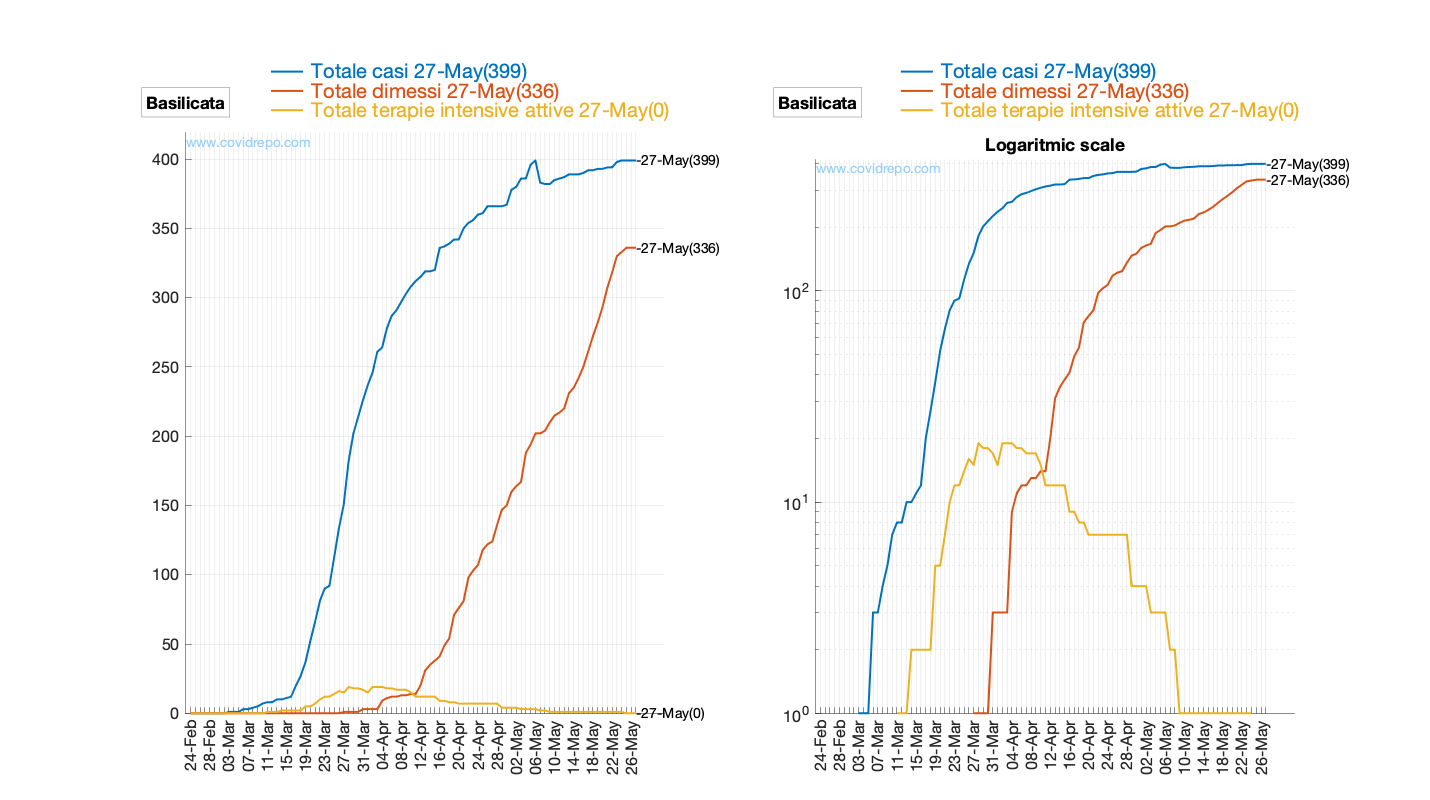 Totale casi 27-May(399)
Totale dimessi 27-May(336)
Totale terapie intensive attive 27-May(0)
Basilicata
www.covidrepo.com
400
350
300
250
200
150
100
50
0
-27-May(399)
-27-May(336)
-27-May(0)
24-Feb
28-Feb
03-Mar
07-Mar
11-Mar
15-Mar
19-Mar
23-Mar
27-Mar
31-Mar
04-Apr
08-Apr
12-Apr
16-Apr
20-Apr
24-Apr
28-Apr
02-May
06-May
10-May
14-May
18-May
22-May
26-May
Totale casi 27-May(399)
Totale dimessi 27-May(336)
Totale terapie intensive attive 27-May(0)
Basilicata
Logaritmic scale
www.covidrepo.com
10²
10¹
10⁰
-27-May(399)
-27-May(336)
24-Feb
28-Feb
03-Mar
07-Mar
11-Mar
15-Mar
19-Mar
23-Mar
27-Mar
31-Mar
04-Apr
08-Apr
12-Apr
16-Apr
20-Apr
24-Apr
28-Apr
02-May
06-May
10-May
14-May
18-May
22-May
26-May